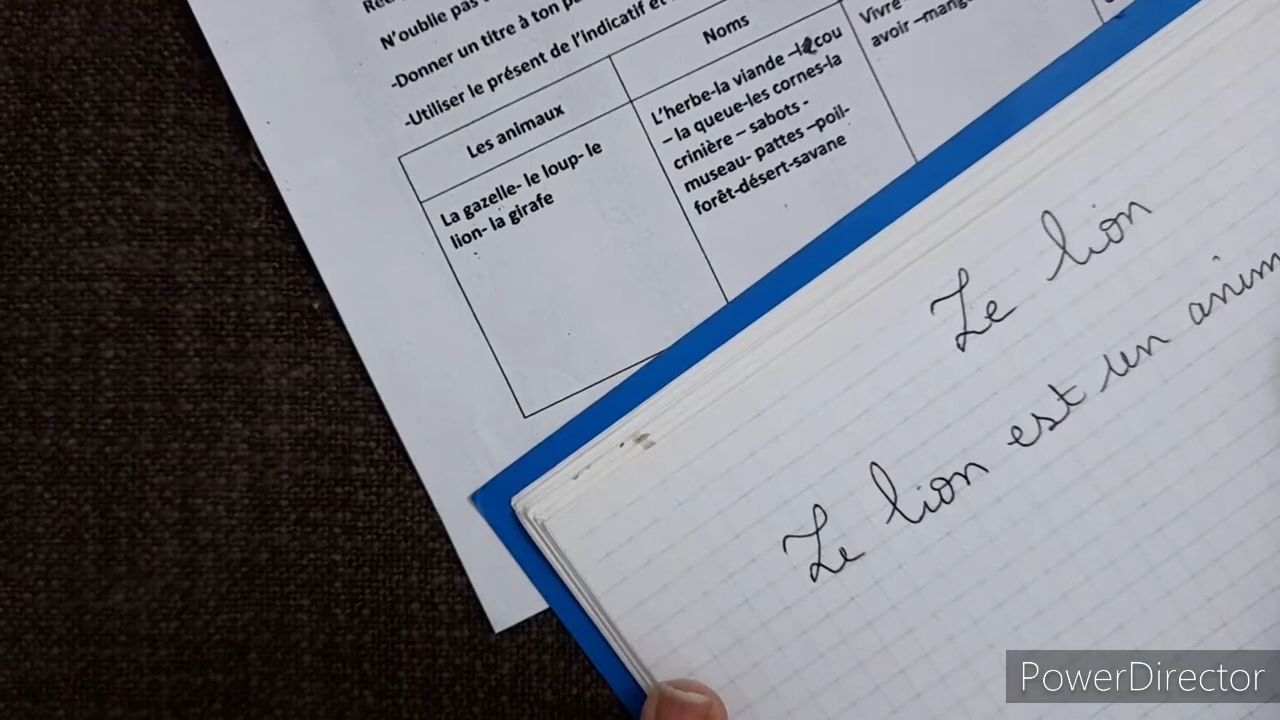 N'oublie pas
-Donner un titre à ton
-Utiliser le présent de l'indicatif et
Les animaux
Noms
La gazelle- le loup- le
lion- la girafe
L'herbe-la viande –le cou
– la queue-les cornes-la
crinière – sabots -
museau- pattes –poil-
forêt-désert-savane
Vivre
avoir –mang
Le lion
Le lion est un anim
PowerDirector